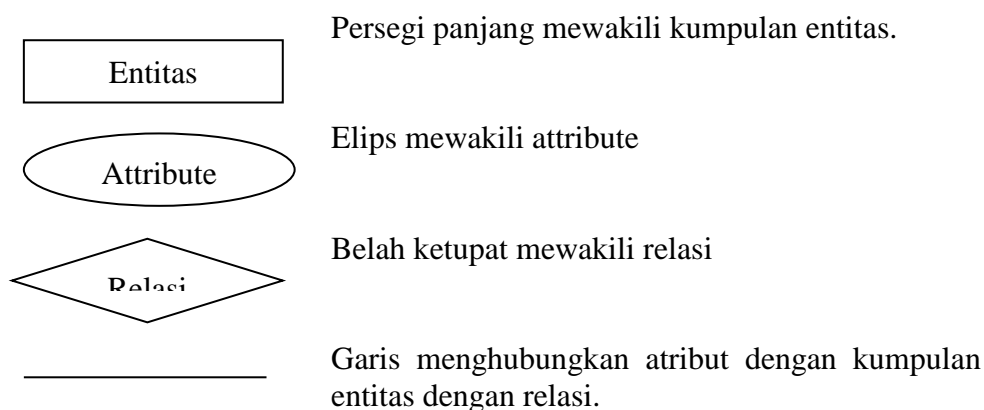 Persegi panjang mewakili kumpulan entitas.
Entitas
Elips mewakili attribute
Attribute
Belah ketupat mewakili relasi
Relasi
Garis menghubungkan atribut dengan kumpulan
entitas dengan relasi.